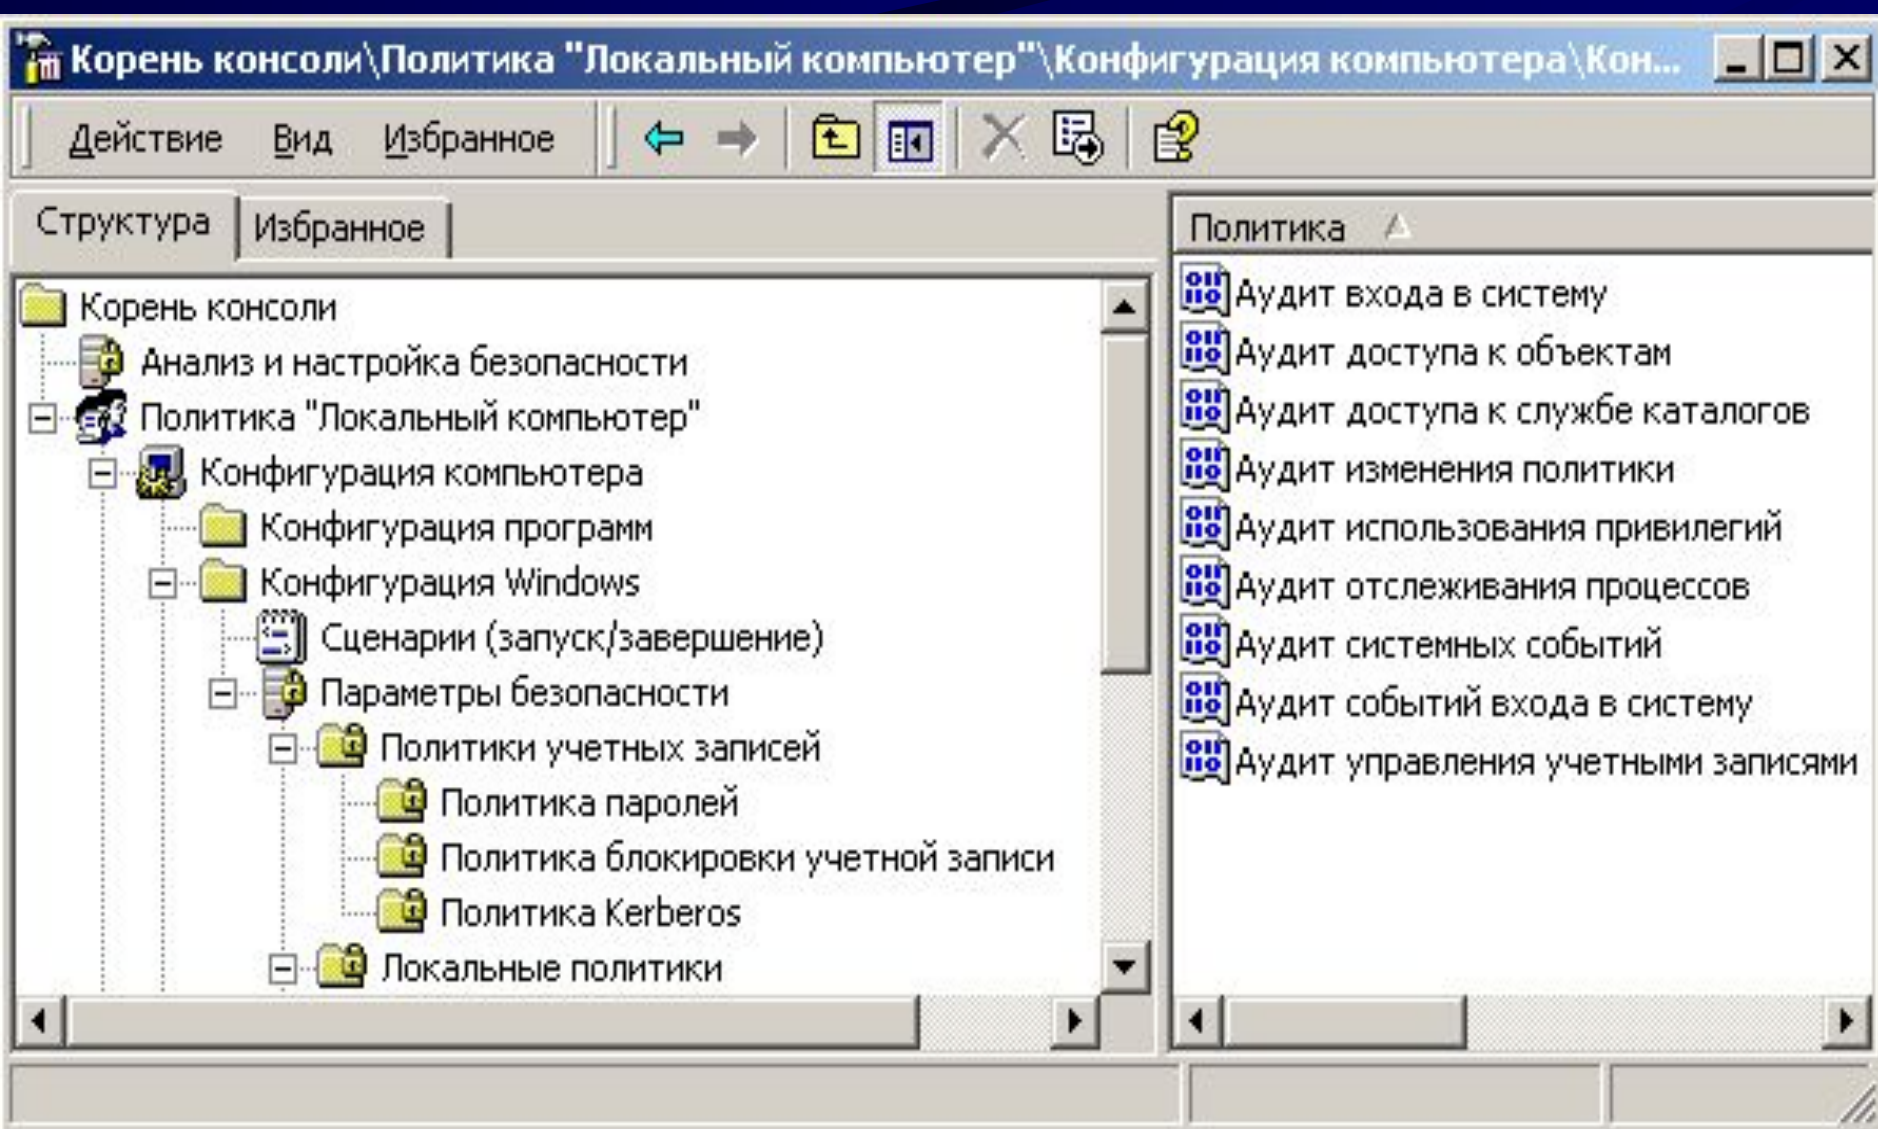 Корень консоли\Политика "Локальный компьютер"\Конфигурация компьютера\Кон...
Действие Вид Избранное
Структура Избранное
Корень консоли
Анализ и настройка безопасности
Политика "Локальный компьютер"
Конфигурация компьютера
Конфигурация программ
Конфигурация Windows
Сценарии (запуск/завершение)
Параметры безопасности
Политики учетных записей
Политика паролей
Политика блокировки учетной записи
Политика Kerberos
Локальные политики
Политика
Аудит входа в систему
Аудит доступа к объектам
Аудит доступа к службе каталогов
Аудит изменения политики
Аудит использования привилегий
Аудит отслеживания процессов
Аудит системных событий
Аудит событий входа в систему
Аудит управления учетными записями